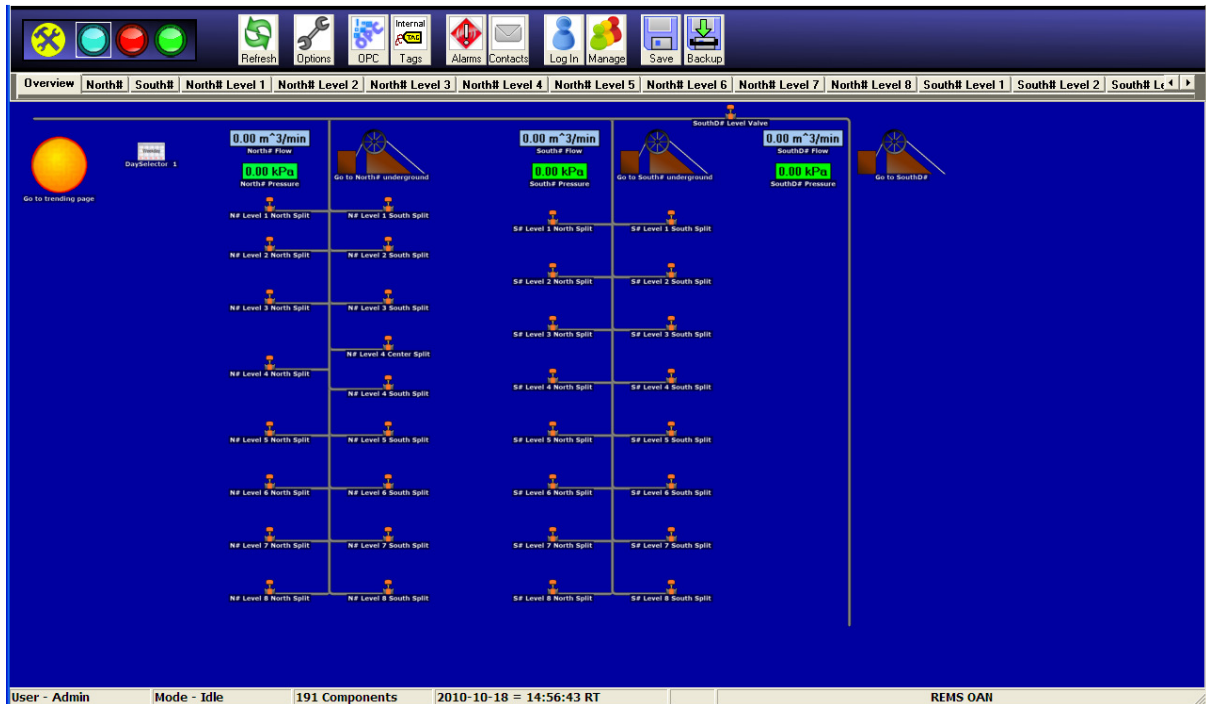 Internal
TAG
Refresh Options OPC Tags Alarms Contacts Log In Manage Save Backup
Overview North# South# North# Level 1 North# Level 2 North# Level 3 North# Level 4 North# Level 5 North# Level 6 North# Level 7 North# Level 8 South# Level 1 South# Level 2 South# Le
SouthD# Level Valve
0.00 m^3/min 0.00 m^3/min 0.00 m^3/min
North# Flow South# Flow SouthD# Flow
DaySelector 1
0.00 kPa 0.00 kPa 0.00 kPa
Go to North# underground Go to South# underground Go to SouthD#
North# Pressure South# Pressure SouthD# Pressure
Go to trending page
N# Level 1 North Split N# Level 1 South Split
S# Level 1 North Split S# Level 1 South Split
N# Level 2 North Split N# Level 2 South Split
S# Level 2 North Split S# Level 2 South Split
N# Level 3 North Split N# Level 3 South Split
S# Level 3 North Split S# Level 3 South Split
N# Level 4 Center Split
N# Level 4 North Split
S# Level 4 North Split S# Level 4 South Split
N# Level 4 South Split
N# Level 5 North Split N# Level 5 South Split S# Level 5 North Split S# Level 5 South Split
N# Level 6 North Split N# Level 6 South Split S# Level 6 North Split S# Level 6 South Split
N# Level 7 North Split N# Level 7 South Split S# Level 7 North Split S# Level 7 South Split
N# Level 8 North Split N# Level 8 South Split S# Level 8 North Split S# Level 8 South Split
User - Admin Mode - Idle 191 Components 2010-10-18 = 14:56:43 RT REMS OAN